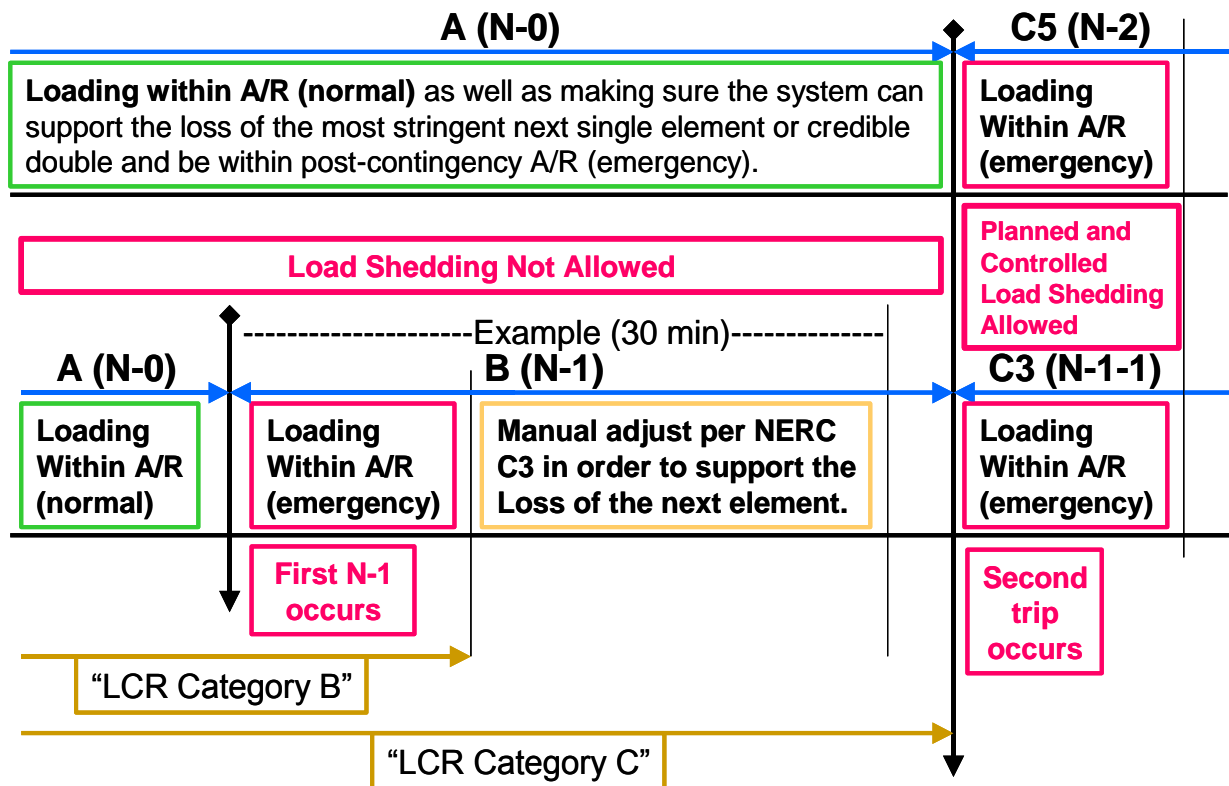 A (N-0)
C5 (N-2)
Loading within A/R (normal) as well as making sure the system can
support the loss of the most stringent next single element or credible
double and be within post-contingency A/R (emergency).
Loading
Within A/R
(emergency)
Load Shedding Not Allowed
Planned and
Controlled
Load Shedding
Allowed
--------------------Example (30 min)-------------
A (N-0)
B (N-1)
C3 (N-1-1)
Loading
Within A/R
(normal)
Loading
Within A/R
(emergency)
Manual adjust per NERC
C3 in order to support the
Loss of the next element.
Loading
Within A/R
(emergency)
First N-1
occurs
Second
trip
occurs
“LCR Category B”
“LCR Category C”